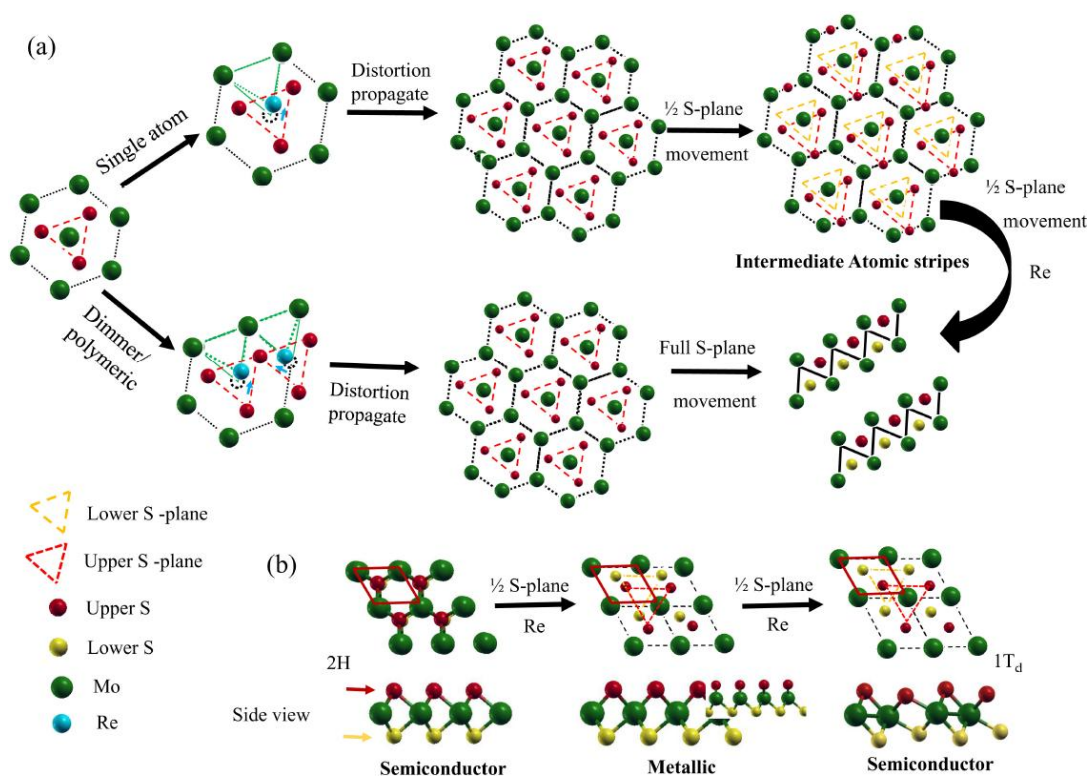 (a)
Single atom
Distortion
propagate
½ S-plane
movement
½ S-plane
movement
Re
Intermediate Atomic stripes
Dimmer/
polymeric
Distortion
propagate
Full S-plane
movement
Lower S -plane
Upper S -plane
Upper S
Lower S
Mo
Re
(b)
½ S-plane
Re
½ S-plane
Re
2H
1Td
Side view
Semiconductor
Metallic
Semiconductor